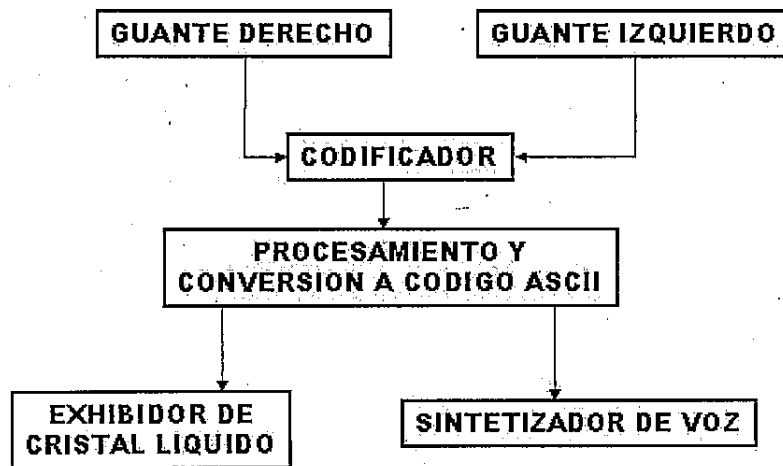 GUANTE DERECHO
GUANTE IZQUIERDO
CODIFICADOR
PROCESAMIENTO Y
CONVERSION A CODIGO ASCII
EXHIBIDOR DE
CRISTAL LIQUIDO
SINTETIZADOR DE VOZ